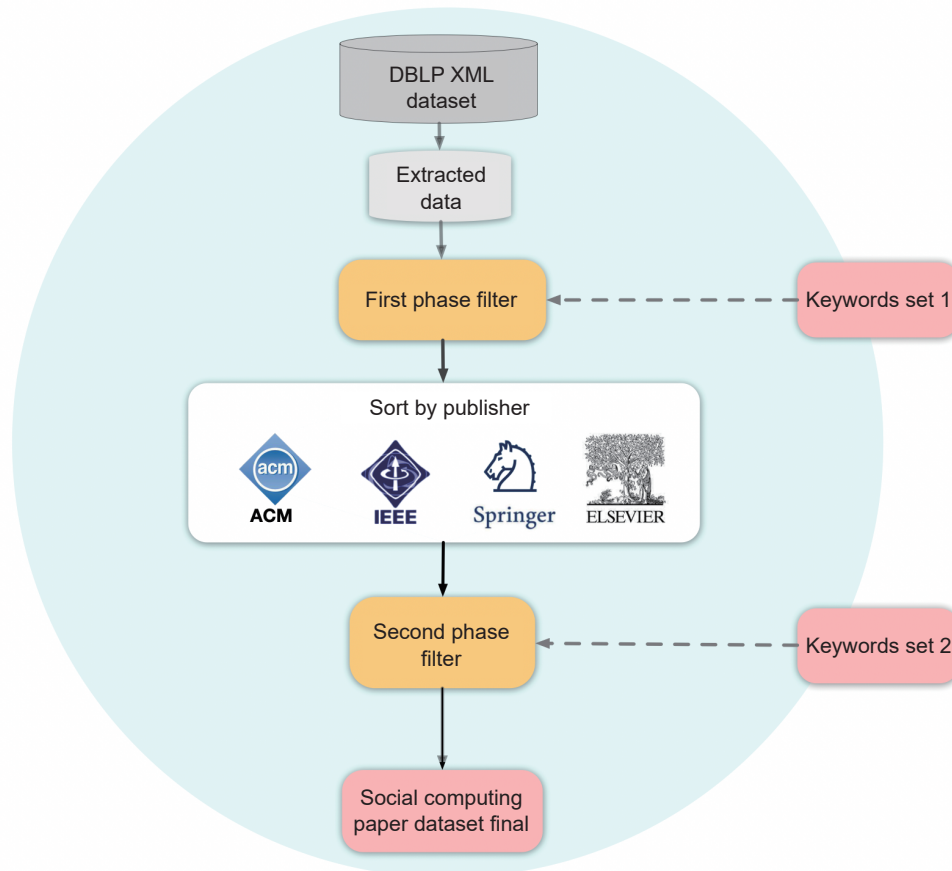 DBLP XML
dataset
Extracted
data
First phase filter
Keywords set 1
Sort by publisher
acm
ACM
IEEE
Springer
ELSEVIER
Second phase
filter
Keywords set 2
Social computing
paper dataset final